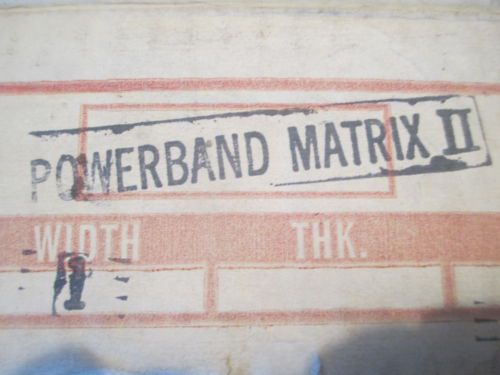 POWERBAND MATRIX II
WIDTH THK.
1